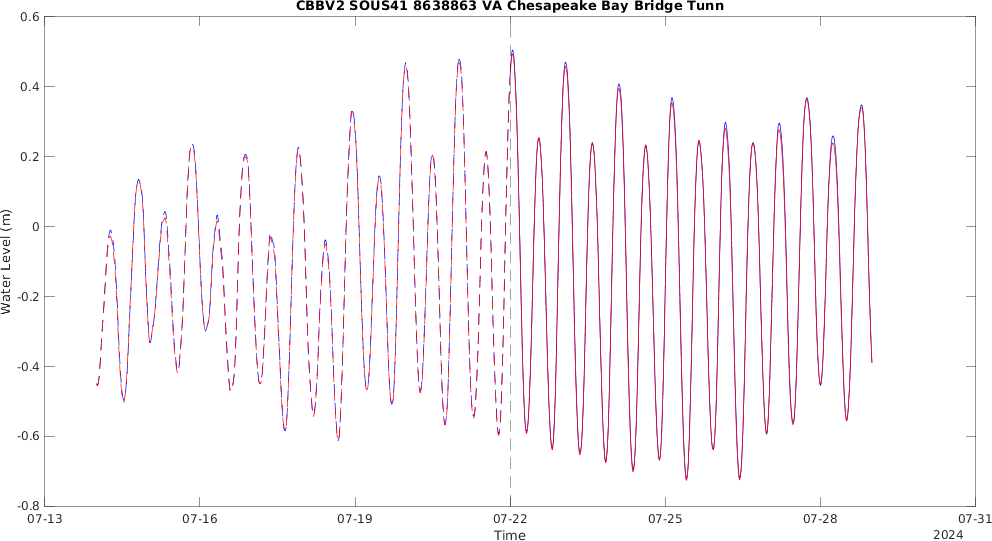 CBBV2 SOUS41 8638863 VA Chesapeake Bay Bridge Tunn
0.6
0.4
0.2
0
-0.2
-0.4
-0.6
-0.8
Water Level (m)
07-13 07-16 07-19 07-22 07-25 07-28 07-31
Time
2024